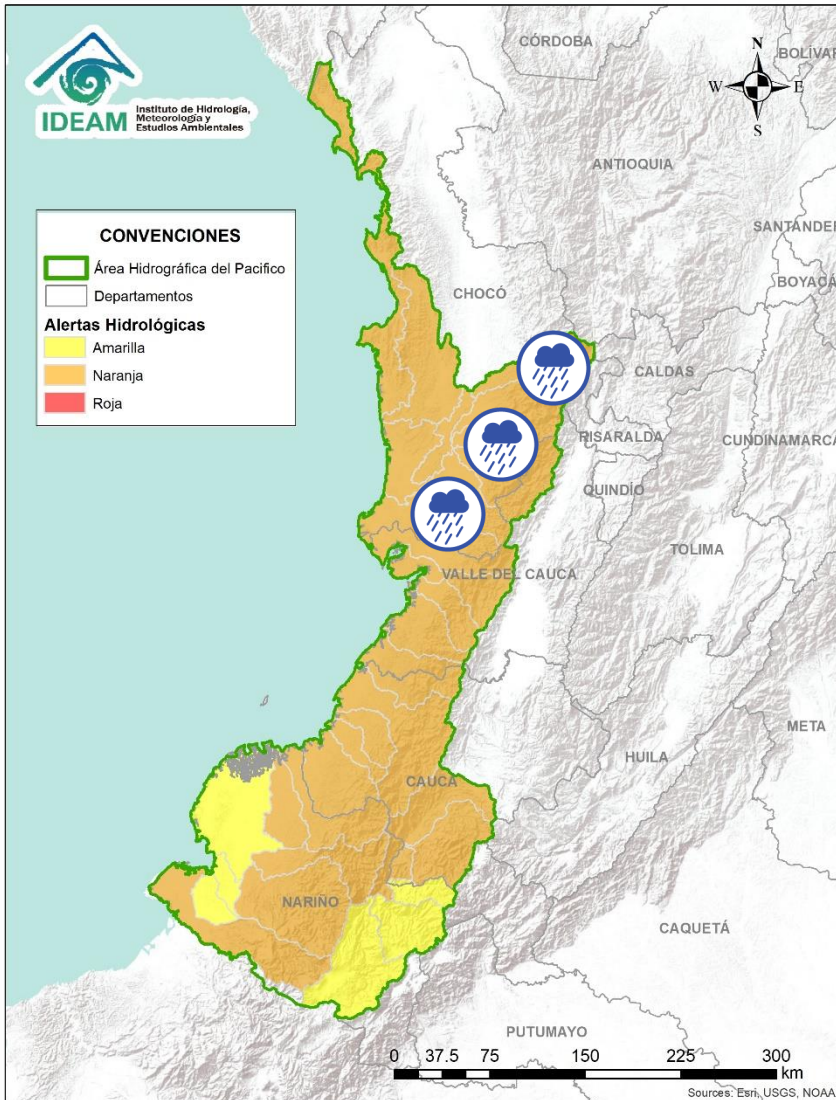 IDEAM
Instituto de Hidrología,
Meteorología y
Estudios Ambientales
CÓRDOBA
BOLÍVAR
N
W E
S
ANTIOQUIA
SANTANDER
BOYACÁ
CONVENCIONES
Área Hidrográfica del Pacifico
Departamentos
Alertas Hidrológicas
Amarilla
Naranja
Roja
CHOCÓ
CALDAS
RISARALDA
CUNDINAMARCA
QUINDÍO
TOLIMA
VALLE DEL CAUCA
META
HUILA
CAUCA
NARIÑO
CAQUETÁ
PUTUMAYO
0 37.5 75 150 225 300
km
Sources: Esri, USGS, NOAA